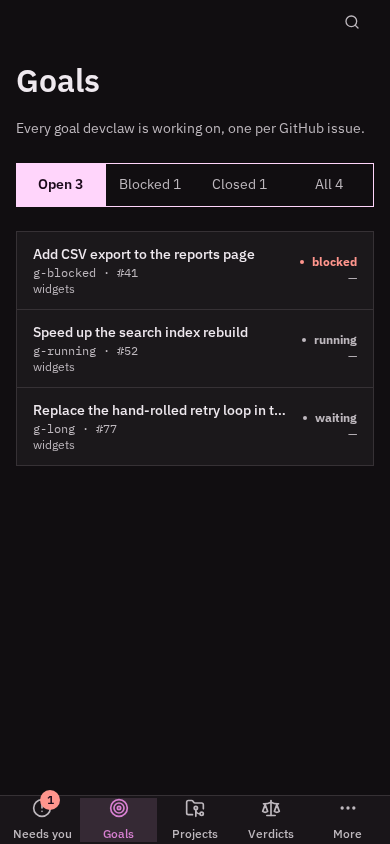 Goals
Every goal devclaw is working on, one per GitHub issue.
Open 3
Blocked 1
Closed 1
All 4
Add CSV export to the reports page
g-blocked · #41
widgets
• blocked
—
Speed up the search index rebuild
g-running · #52
widgets
• running
—
Replace the hand-rolled retry loop in t…
g-long · #77
widgets
• waiting
—
1
Needs you
Goals
Projects
Verdicts
More